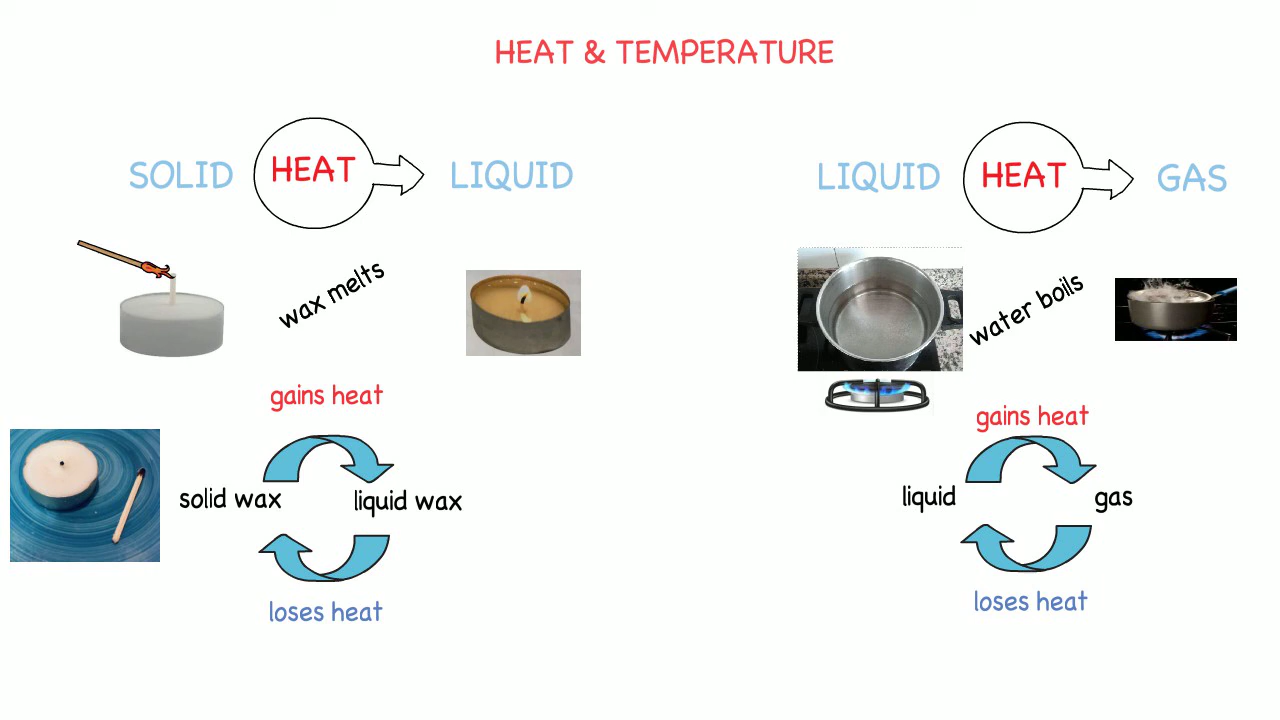 HEAT & TEMPERATURE
SOLID
HEAT
LIQUID
wax melts
gains heat
solid wax
liquid wax
loses heat
LIQUID
HEAT
GAS
water boils
gains heat
liquid
gas
loses heat